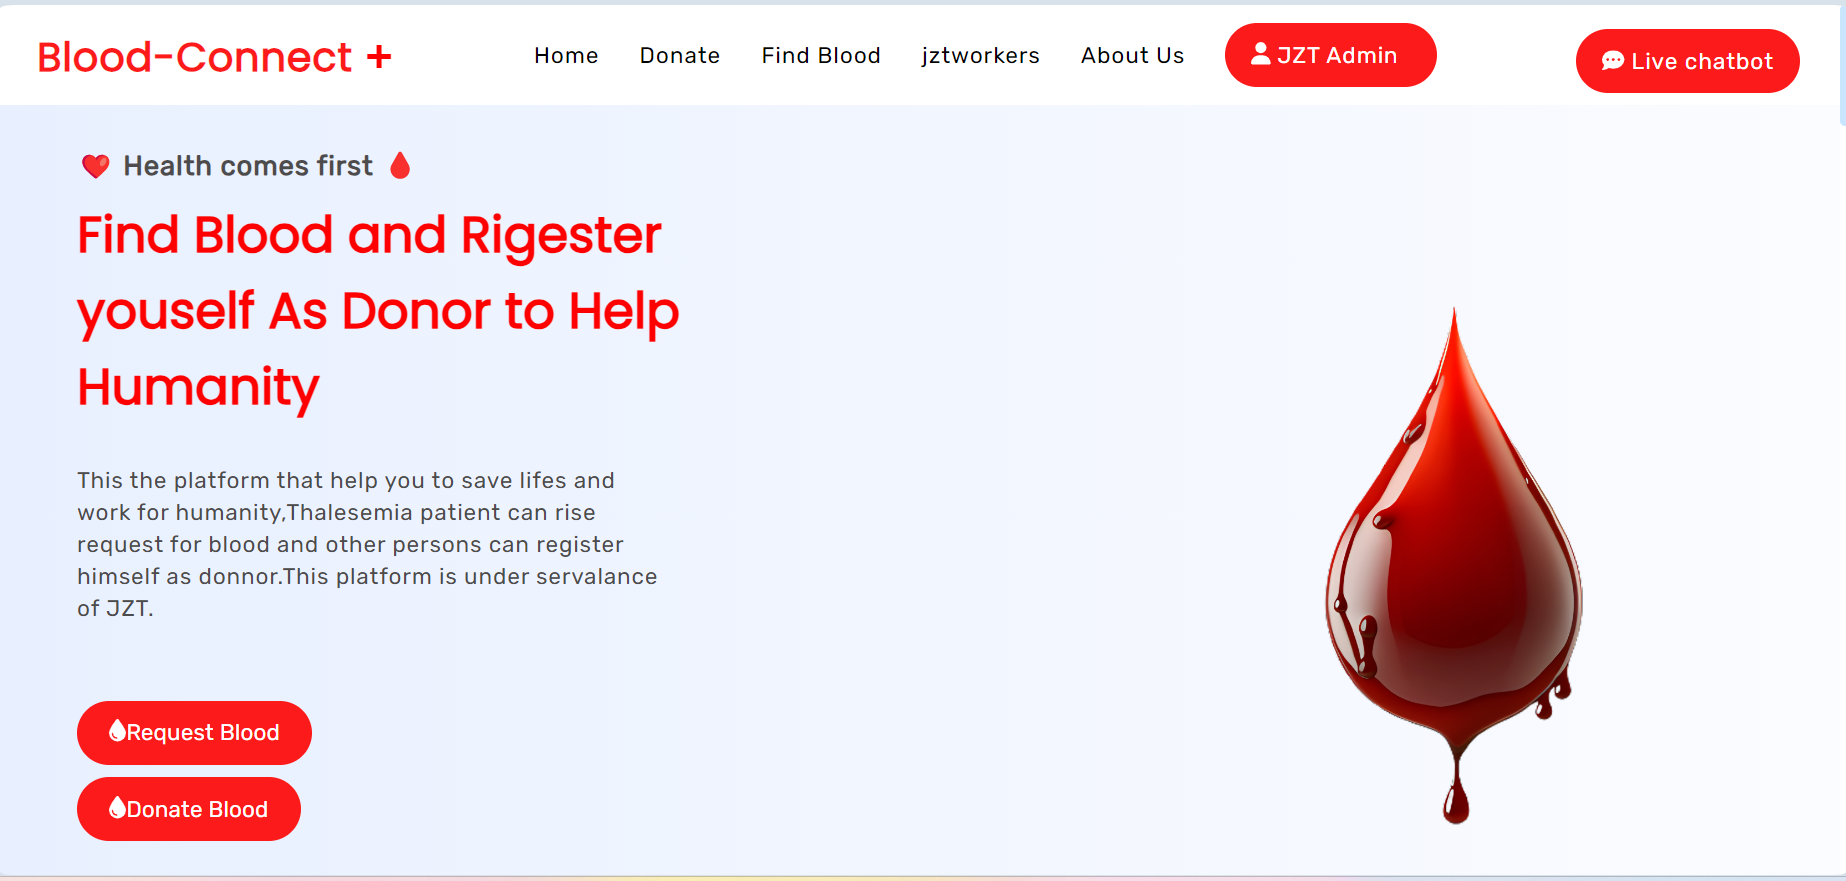 Blood-Connect +
Home Donate Find Blood jztworkers About Us JZT Admin Live chatbot
Health comes first
Find Blood and Rigester
youself As Donor to Help
Humanity
This the platform that help you to save lifes and
work for humanity,Thalesemia patient can rise
request for blood and other persons can register
himself as donnor.This platform is under servalance
of JZT.
Request Blood
Donate Blood